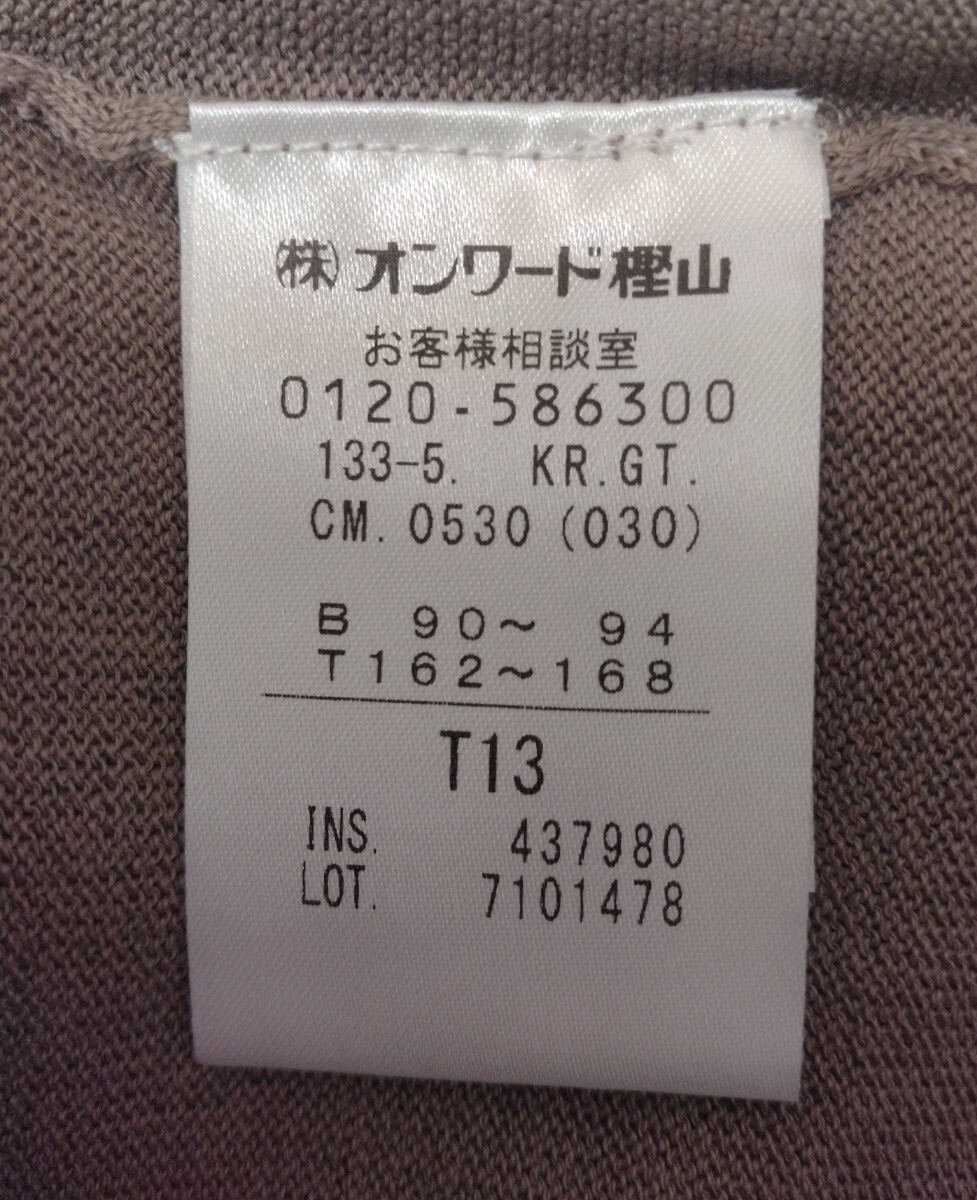 ㈱オンワード樫山
お客様相談室
0120-586300
133-5. KR.GT.
CM. 0530 (030)
B 90～ 94
T162～168
T13
INS. 437980
LOT. 7101478